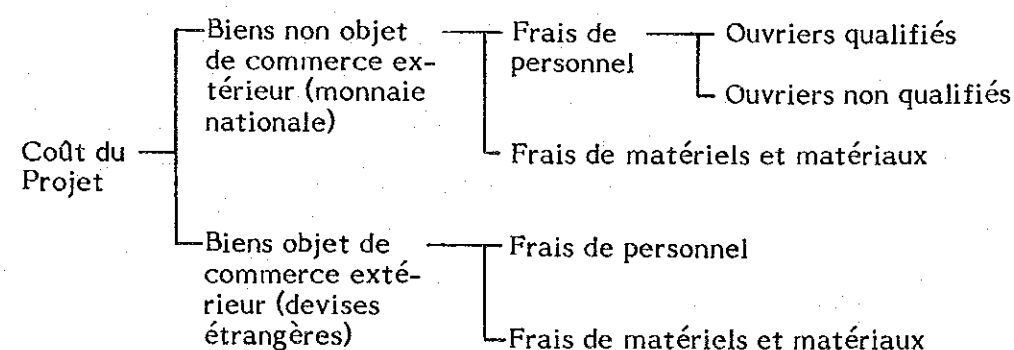 Biens non objet
de commerce ex-
térieur (monnaie
nationale)
Frais de
personnel
Ouvriers qualifiés
Ouvriers non qualifiés
Frais de matériels et matériaux
Coût du
Projet
Biens objet de
commerce exté-
rieur (devises
étrangères)
Frais de personnel
Frais de matériels et matériaux